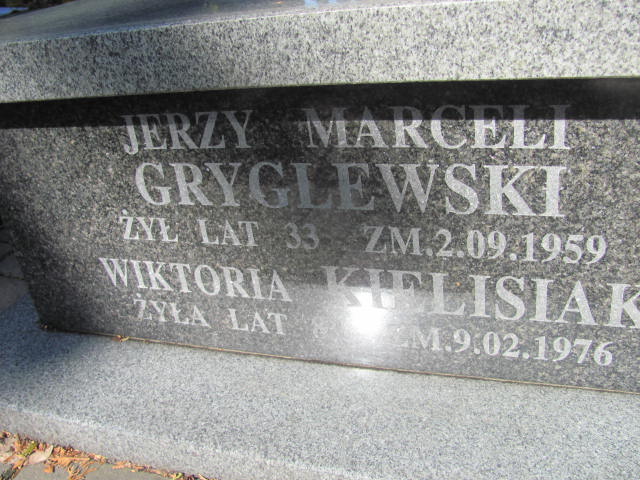 JERZY MARCELI
GRYGLEWSKI
ŻYŁ LAT 33 ZM.2.09.1959
WIKTORIA KIELISIAK
ŻYŁA LAT ZM.9.02.1976